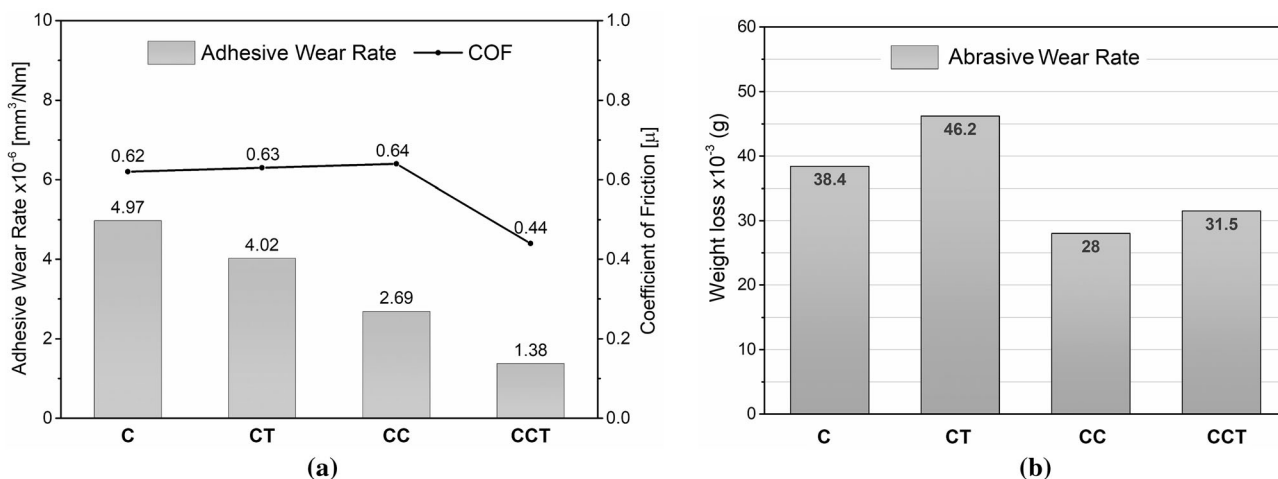 Adhesive Wear Rate x10⁻⁶ [mm³/Nm]
10
8
6
4
2
0
Adhesive Wear Rate
COF
0.62
0.63
0.64
0.44
4.97
4.02
2.69
1.38
C
CT
CC
CCT
1.0
0.8
0.6
0.4
0.2
0.0
Coefficient of Friction [µ]
(a)
Weight loss x10⁻³ (g)
60
50
40
30
20
10
0
Abrasive Wear Rate
38.4
46.2
28
31.5
C
CT
CC
CCT
(b)